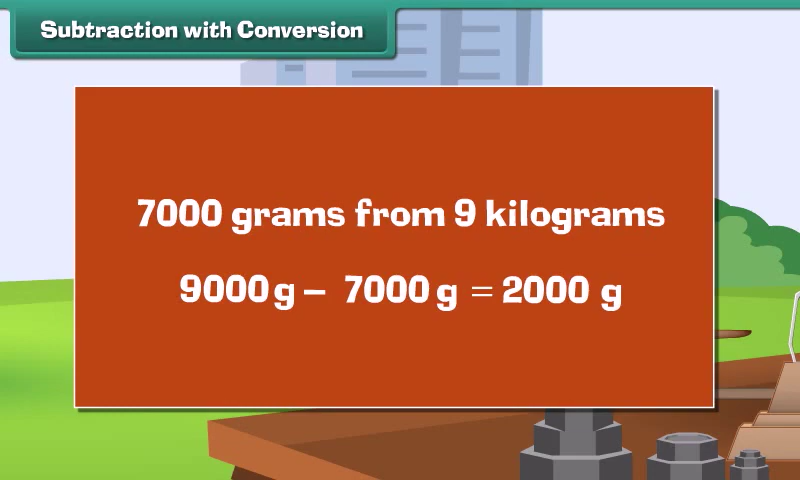 Subtraction with Conversion
7000 grams from 9 kilograms
9000 g – 7000 g = 2000 g